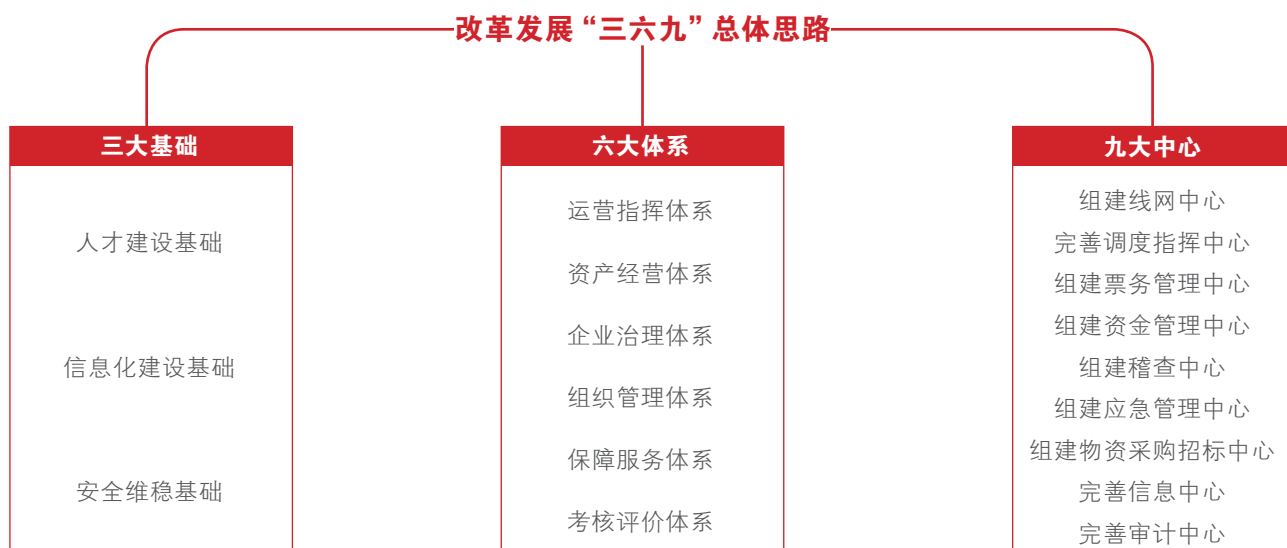 改革发展“三六九”总体思路
三大基础
人才建设基础
信息化建设基础
安全维稳基础
六大体系
运营指挥体系
资产经营体系
企业治理体系
组织管理体系
保障服务体系
考核评价体系
九大中心
组建线网中心
完善调度指挥中心
组建票务管理中心
组建资金管理中心
组建稽查中心
组建应急管理中心
组建物资采购招标中心
完善信息中心
完善审计中心